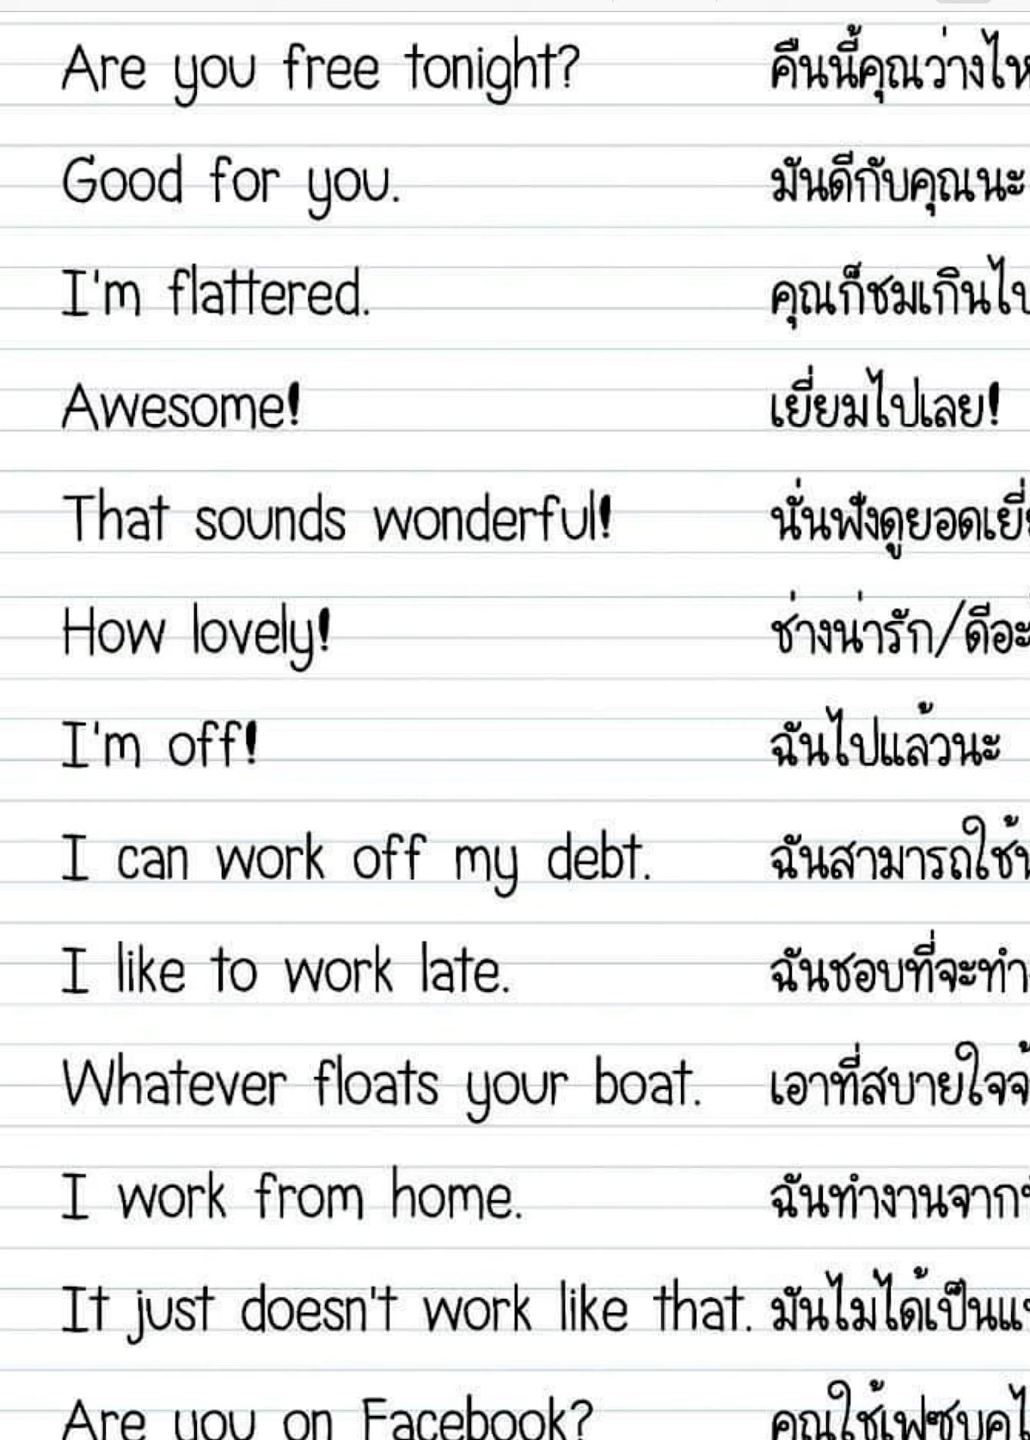 Are you free tonight? คืนนี้คุณว่าง
Good for you. มันดีกับคุณนะ
I'm flattered. คุณก็ชมเกิน
Awesome! เยี่ยมไปเลย!
That sounds wonderful! นั่นฟังดูยอด
How lovely! ช่างน่ารัก/ดี
I'm off! ฉันไปแล้วนะ
I can work off my debt. ฉันสามารถใช้
I like to work late. ฉันชอบที่จะทำ
Whatever floats your boat. เอาที่สบายใจ
I work from home. ฉันทำงานจาก
It just doesn't work like that. มันไม่ได้เป็น
Are you on Facebook? คุณใช้